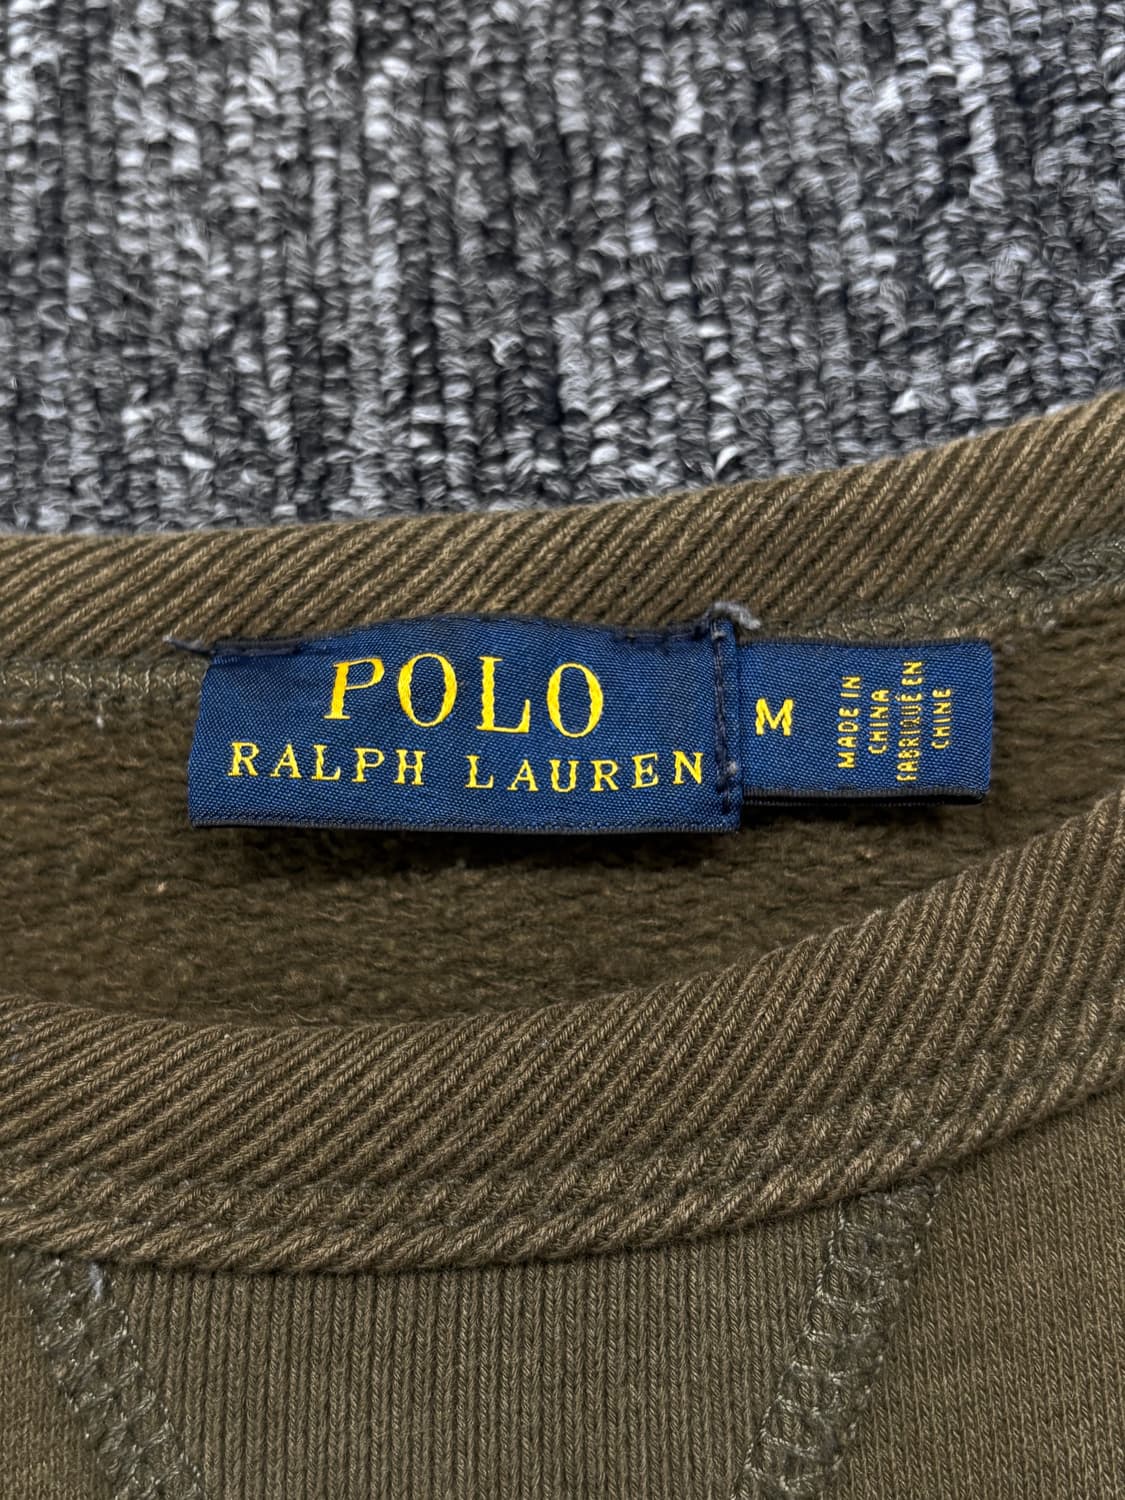 POLO
RALPH LAUREN
M
MADE IN
CHINA
FABRIQUÉ EN
CHINE